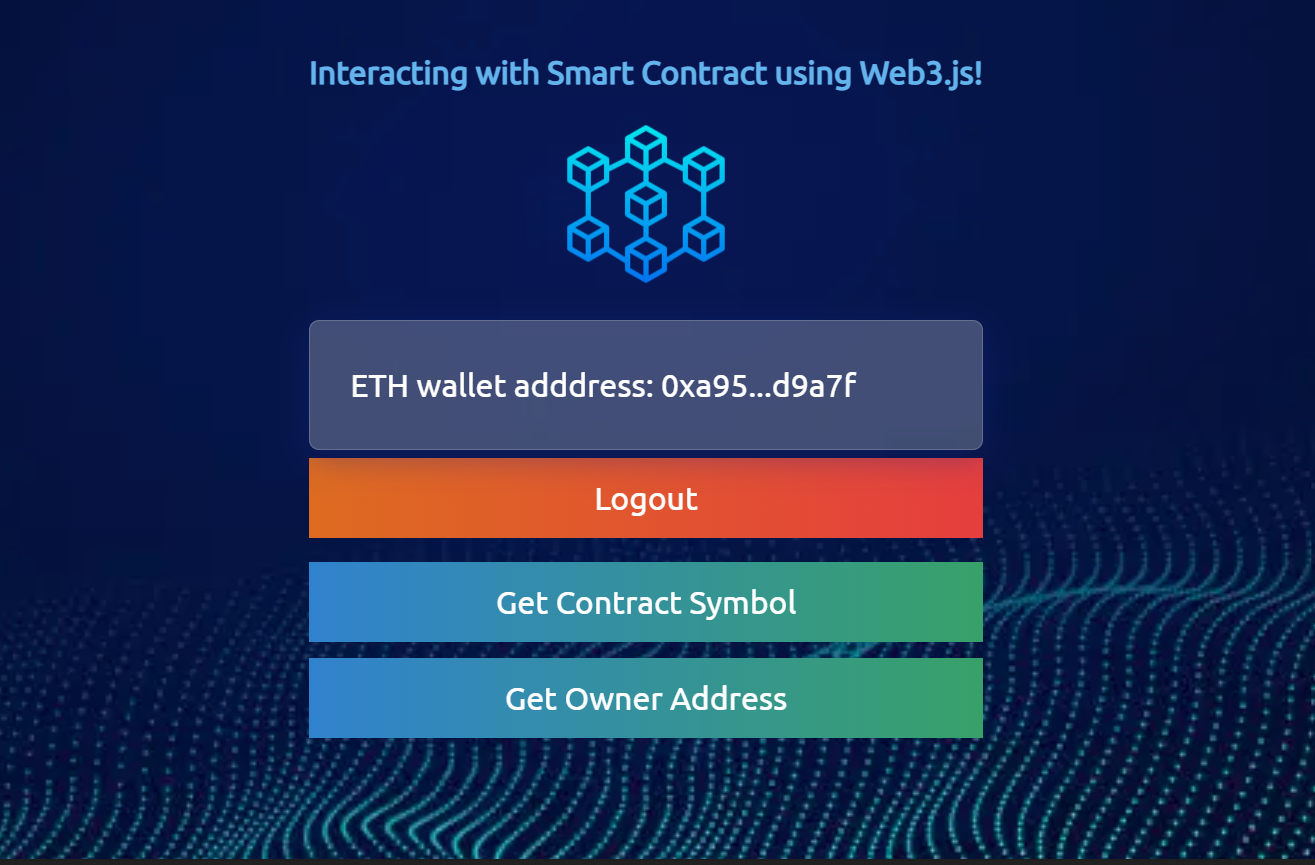 Interacting with Smart Contract using Web3.js!
ETH wallet adddress: 0xa95...d9a7f
Logout
Get Contract Symbol
Get Owner Address